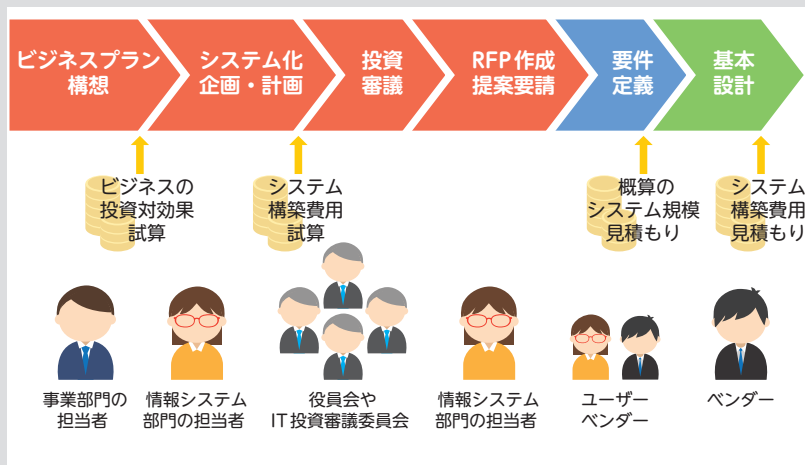 ビジネスプラン
構想
システム化
企画・計画
投資
審議
RFP作成
提案要請
要件
定義
基本
設計
ビジネスの
投資対効果
試算
システム
構築費用
試算
概算の
システム規模
見積もり
システム
構築費用
見積もり
事業部門の
担当者
情報システム
部門の担当者
役員会や
IT投資審議委員会
情報システム
部門の担当者
ユーザー
ベンダー
ベンダー